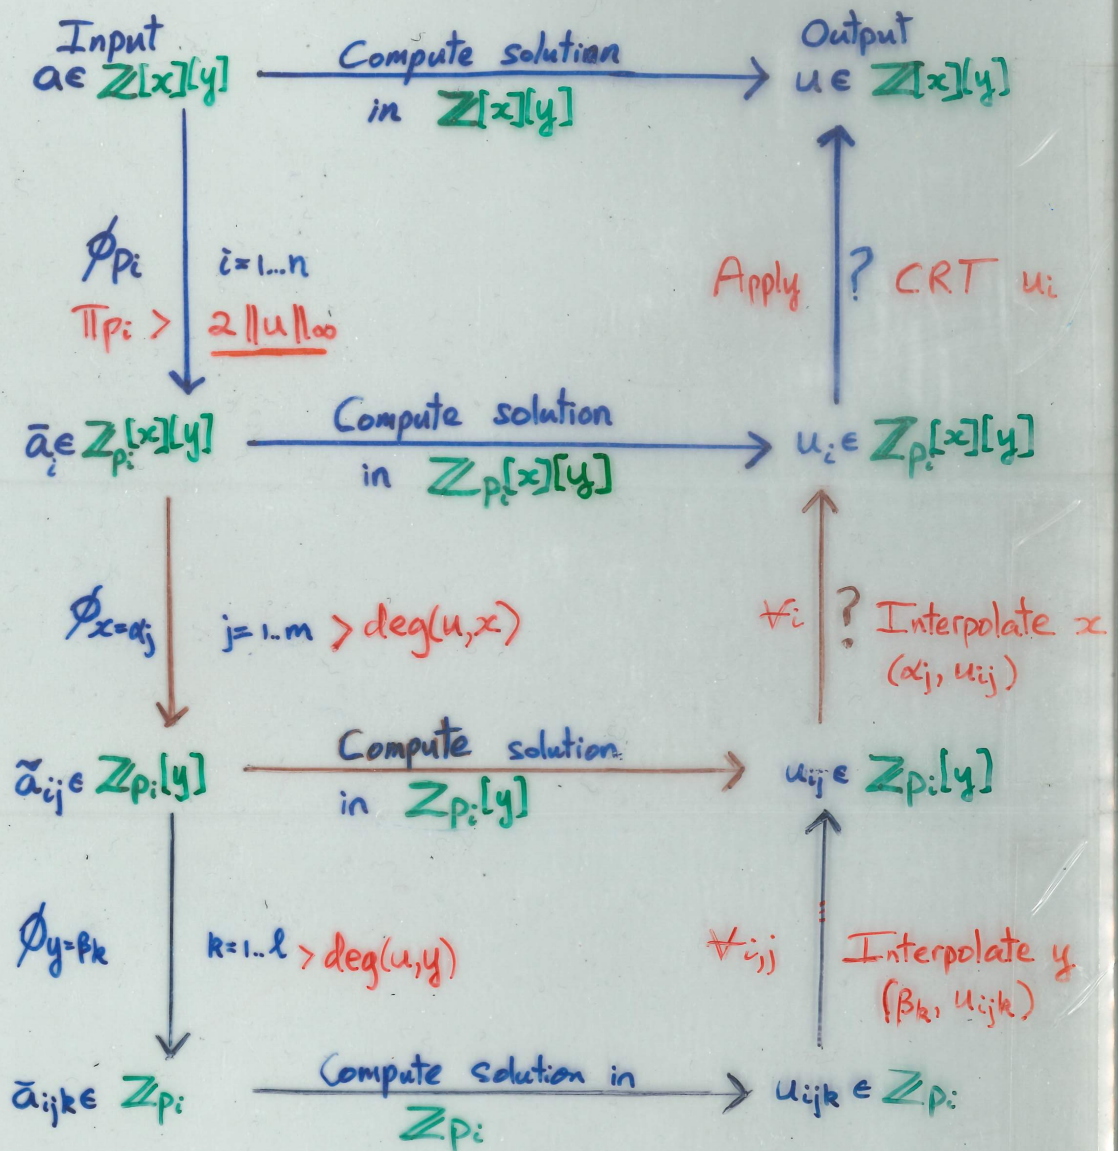 Input
Output
a ∈ ℤ[x][y]
Compute solution
in ℤ[x][y]
u ∈ ℤ[x][y]
ϕpᵢ
i = 1...n
Πpᵢ > 2‖u‖∞
Apply ? CRT uᵢ
āᵢ ∈ ℤpᵢ[x][y]
Compute solution
in ℤpᵢ[x][y]
uᵢ ∈ ℤpᵢ[x][y]
ϕx=αj
j = 1..m > deg(u,x)
∀i ? Interpolate x
(αj, uij)
ãij ∈ ℤpᵢ[y]
Compute solution
in ℤpᵢ[y]
uij ∈ ℤpᵢ[y]
ϕy=βk
k = 1..l > deg(u,y)
∀i,j Interpolate y
(βk, uijk)
ăijk ∈ ℤpᵢ
Compute solution in
ℤpᵢ
uijk ∈ ℤpᵢ